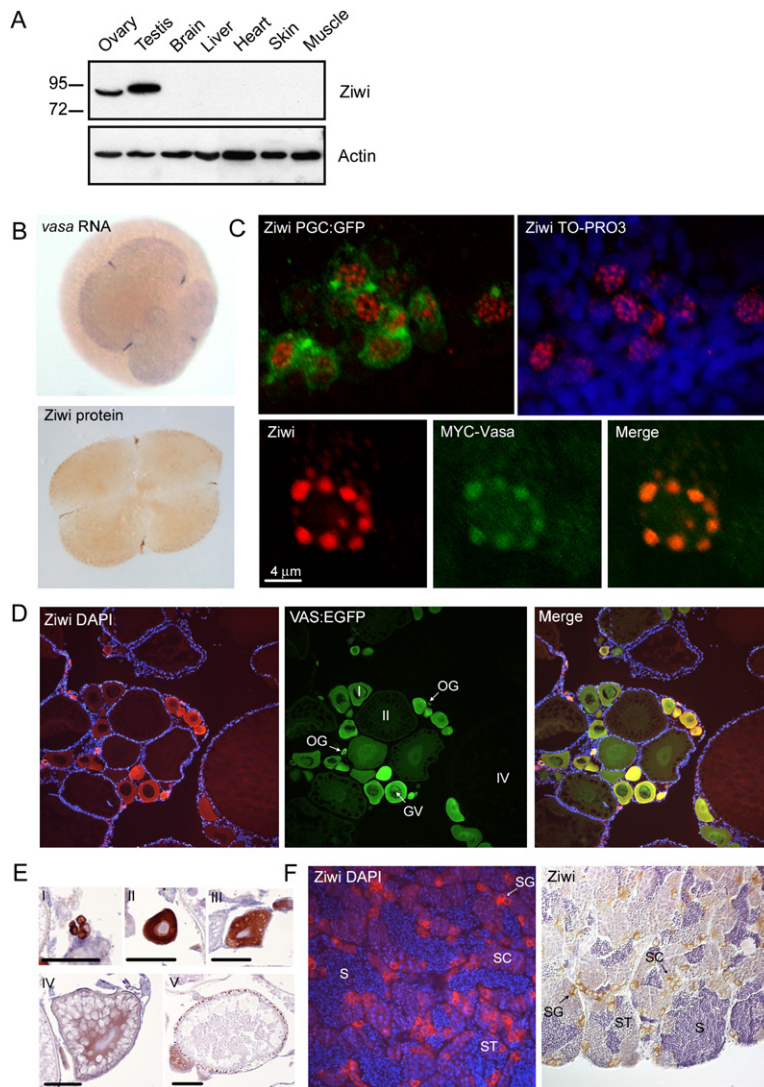 A
Ovary Testis Brain Liver Heart Skin Muscle
95
72
Ziwi
Actin
B
vasa RNA
Ziwi protein
C
Ziwi PGC:GFP
Ziwi TO-PRO3
Ziwi
MYC-Vasa
Merge
4 μm
D
Ziwi DAPI
VAS:EGFP
Merge
I
OG
II
OG
IV
GV
E
I
II
III
IV
V
F
Ziwi DAPI
SG
S
SC
ST
Ziwi
SC
SG
ST
S